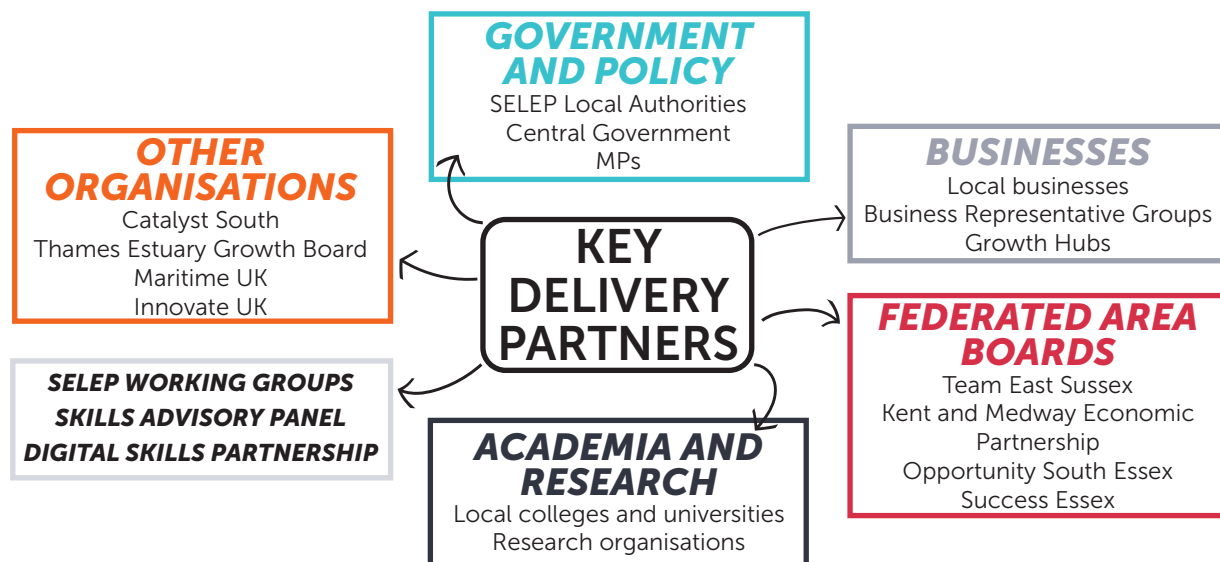 GOVERNMENT
AND POLICY
SELEP Local Authorities
Central Government
MPs
OTHER
ORGANISATIONS
Catalyst South
Thames Estuary Growth Board
Maritime UK
Innovate UK
BUSINESSES
Local businesses
Business Representative Groups
Growth Hubs
KEY
DELIVERY
PARTNERS
FEDERATED AREA
BOARDS
Team East Sussex
Kent and Medway Economic
Partnership
Opportunity South Essex
Success Essex
SELEP WORKING GROUPS
SKILLS ADVISORY PANEL
DIGITAL SKILLS PARTNERSHIP
ACADEMIA AND
RESEARCH
Local colleges and universities
Research organisations